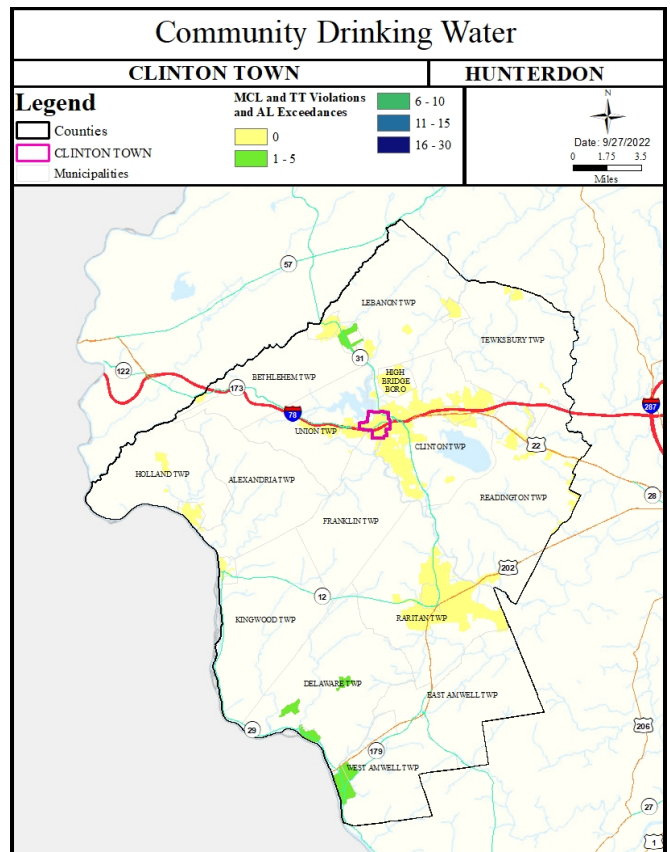 Community Drinking Water
CLINTON TOWN
HUNTERDON
Legend
Counties
CLINTON TOWN
Municipalities
MCL and TT Violations
and AL Exceedances
0
1 - 5
6 - 10
11 - 15
16 - 30
N
Date: 9/27/2022
0 1.75 3.5
Miles
57
LEBANON TWP
TEWKSBURY TWP
31
122
173
BETHLEHEM TWP
HIGH
BRIDGE
BORO
78
287
UNION TWP
CLINTON TWP
22
HOLLAND TWP
ALEXANDRIA TWP
READINGTON TWP
28
FRANKLIN TWP
202
12
KINGWOOD TWP
RARITAN TWP
DELAWARE TWP
EAST AMWELL TWP
29
206
179
WEST AMWELL TWP
27
1